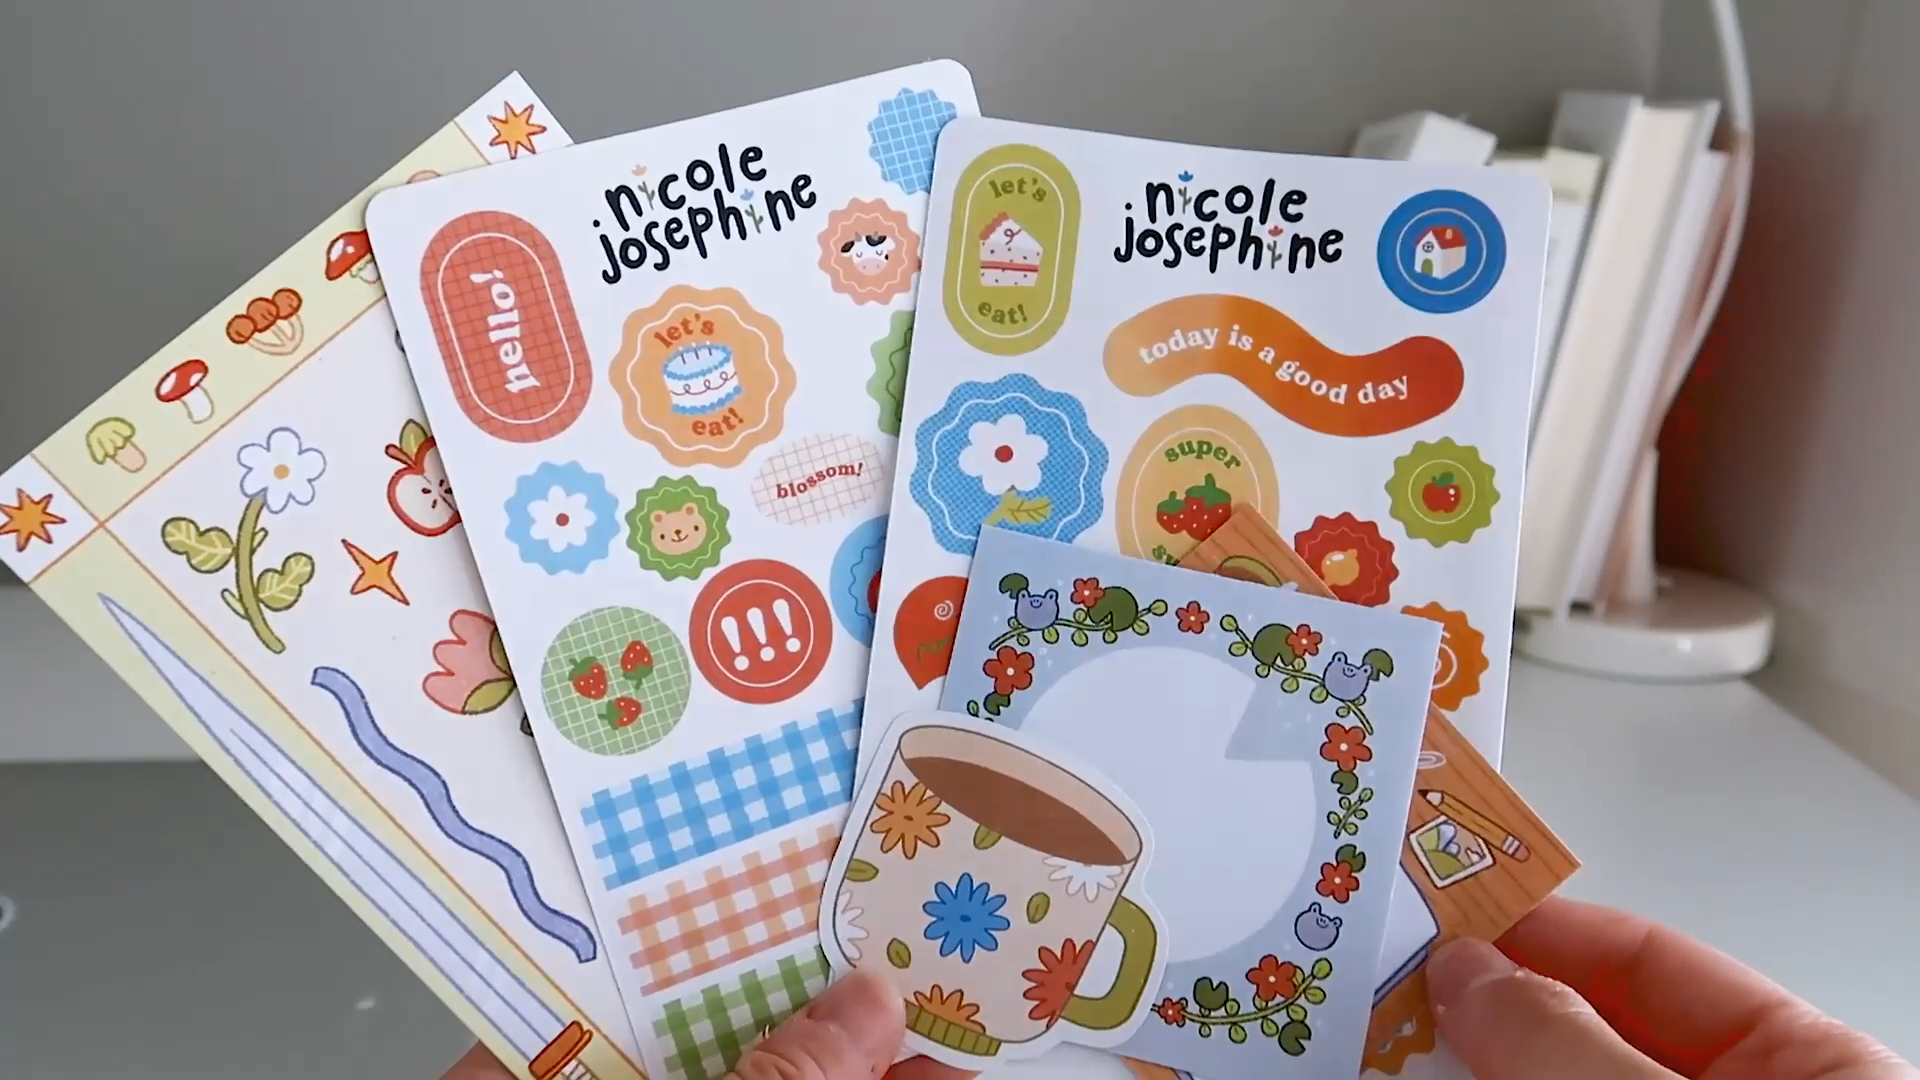 nicole
josephine
hello!
let's
eat!
blossom!
!!!
nicole
josephine
let's
eat!
today is a good day
super